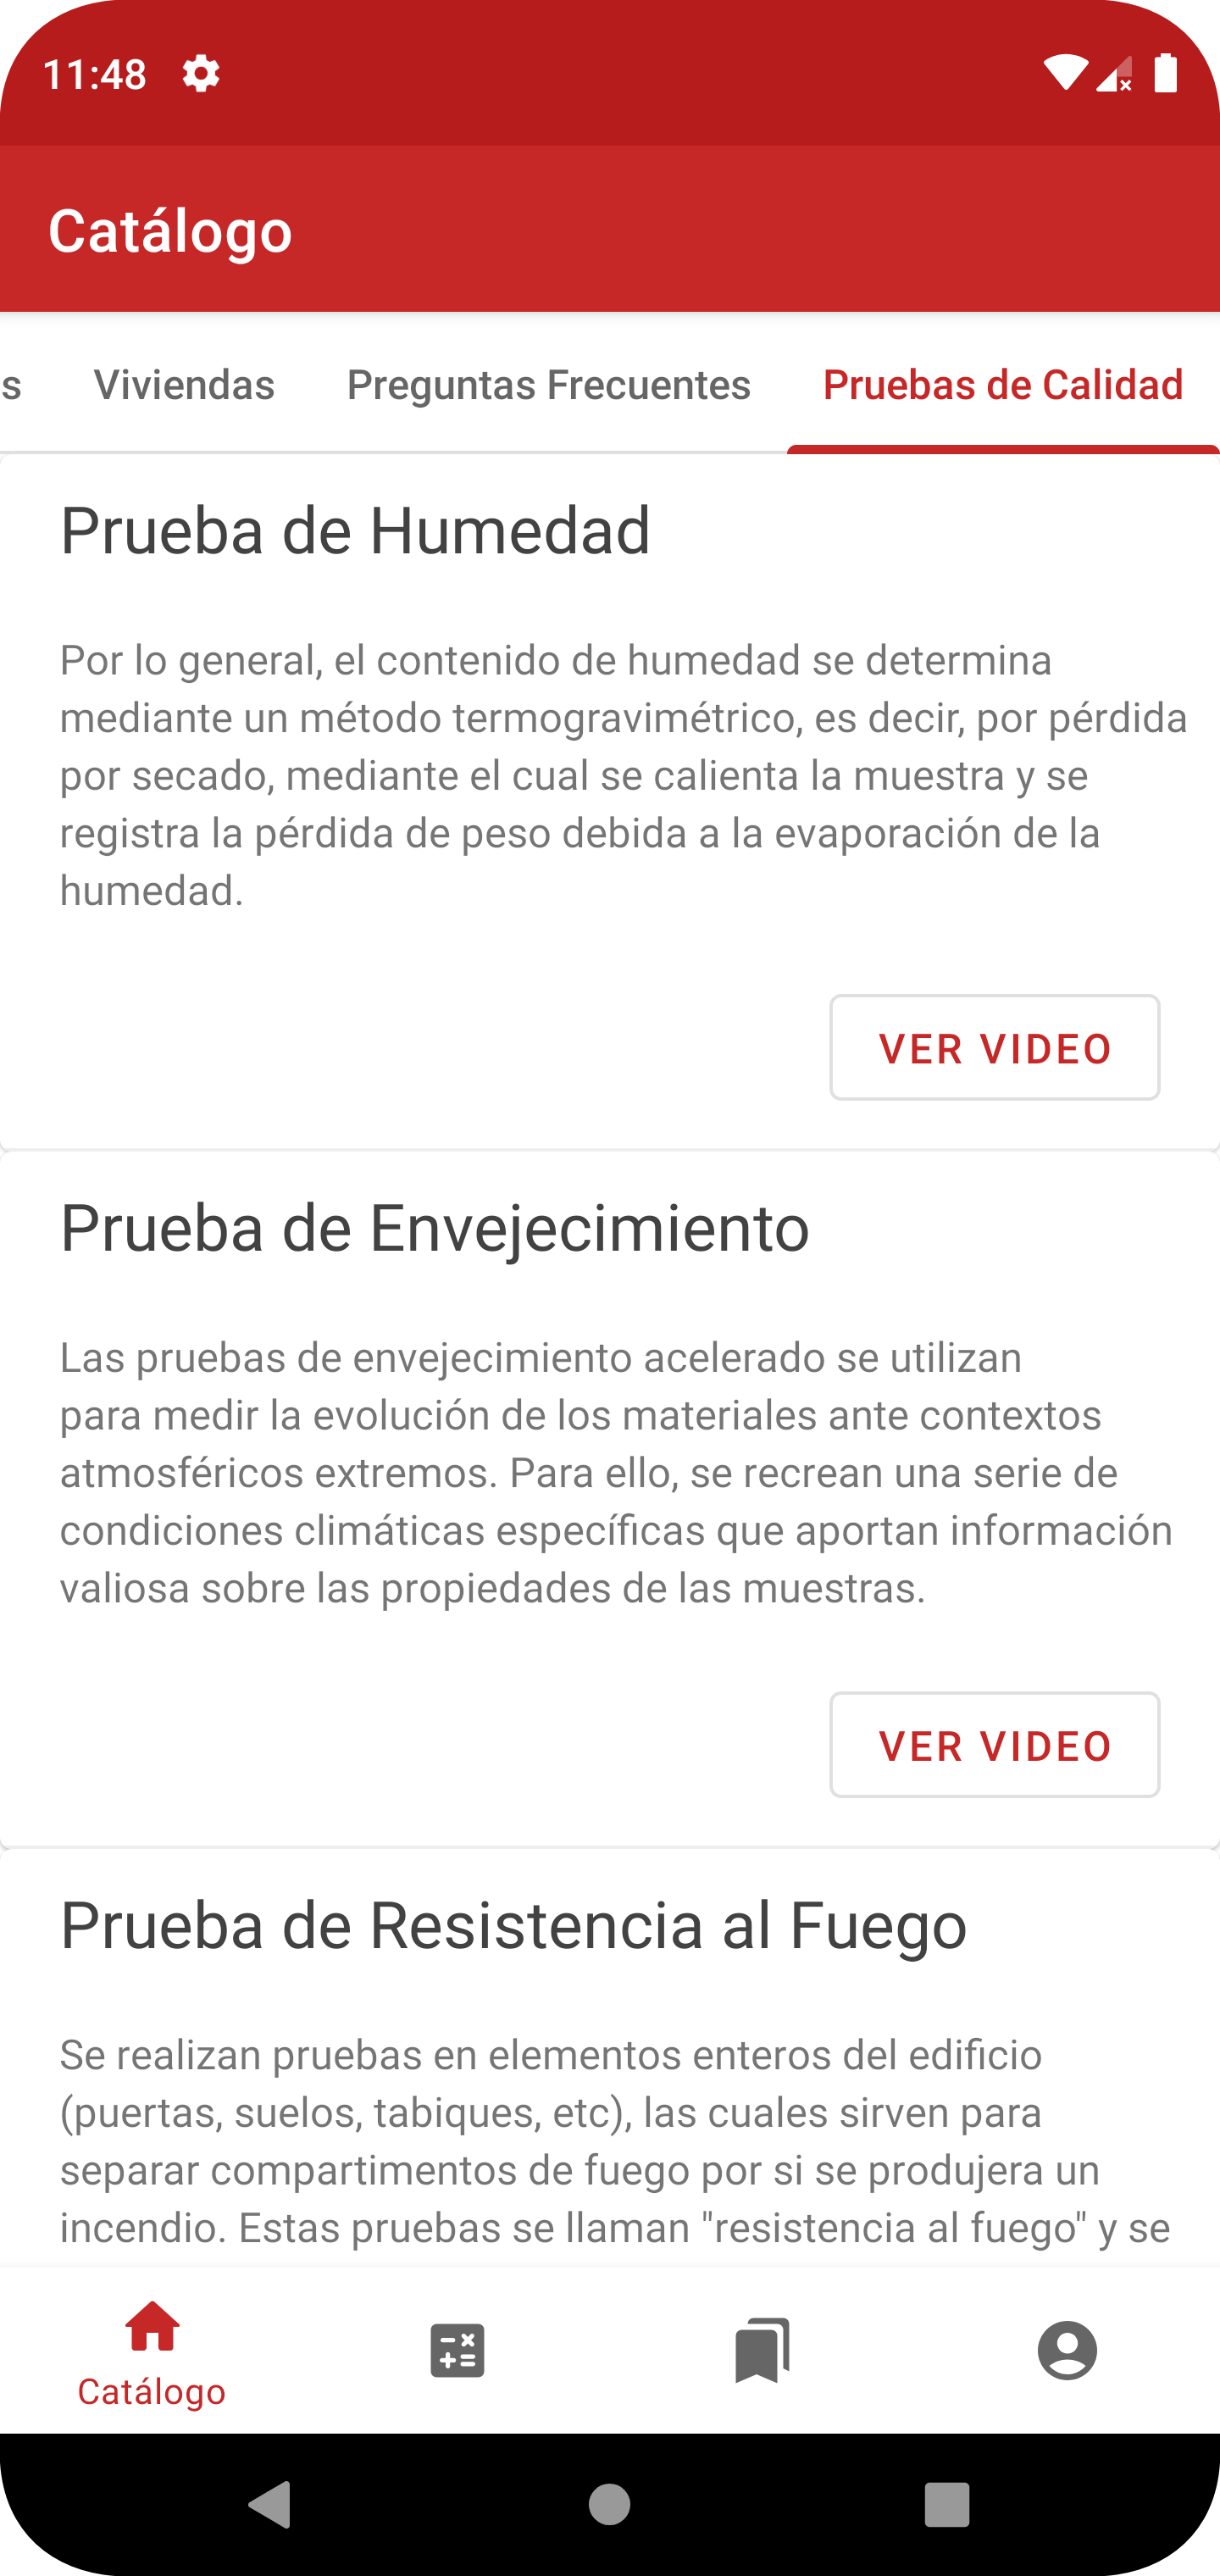 11:48
Catálogo
s Viviendas Preguntas Frecuentes Pruebas de Calidad
Prueba de Humedad
Por lo general, el contenido de humedad se determina
mediante un método termogravimétrico, es decir, por pérdida
por secado, mediante el cual se calienta la muestra y se
registra la pérdida de peso debida a la evaporación de la
humedad.
VER VIDEO
Prueba de Envejecimiento
Las pruebas de envejecimiento acelerado se utilizan
para medir la evolución de los materiales ante contextos
atmosféricos extremos. Para ello, se recrean una serie de
condiciones climáticas específicas que aportan información
valiosa sobre las propiedades de las muestras.
VER VIDEO
Prueba de Resistencia al Fuego
Se realizan pruebas en elementos enteros del edificio
(puertas, suelos, tabiques, etc), las cuales sirven para
separar compartimentos de fuego por si se produjera un
incendio. Estas pruebas se llaman "resistencia al fuego" y se
Catálogo